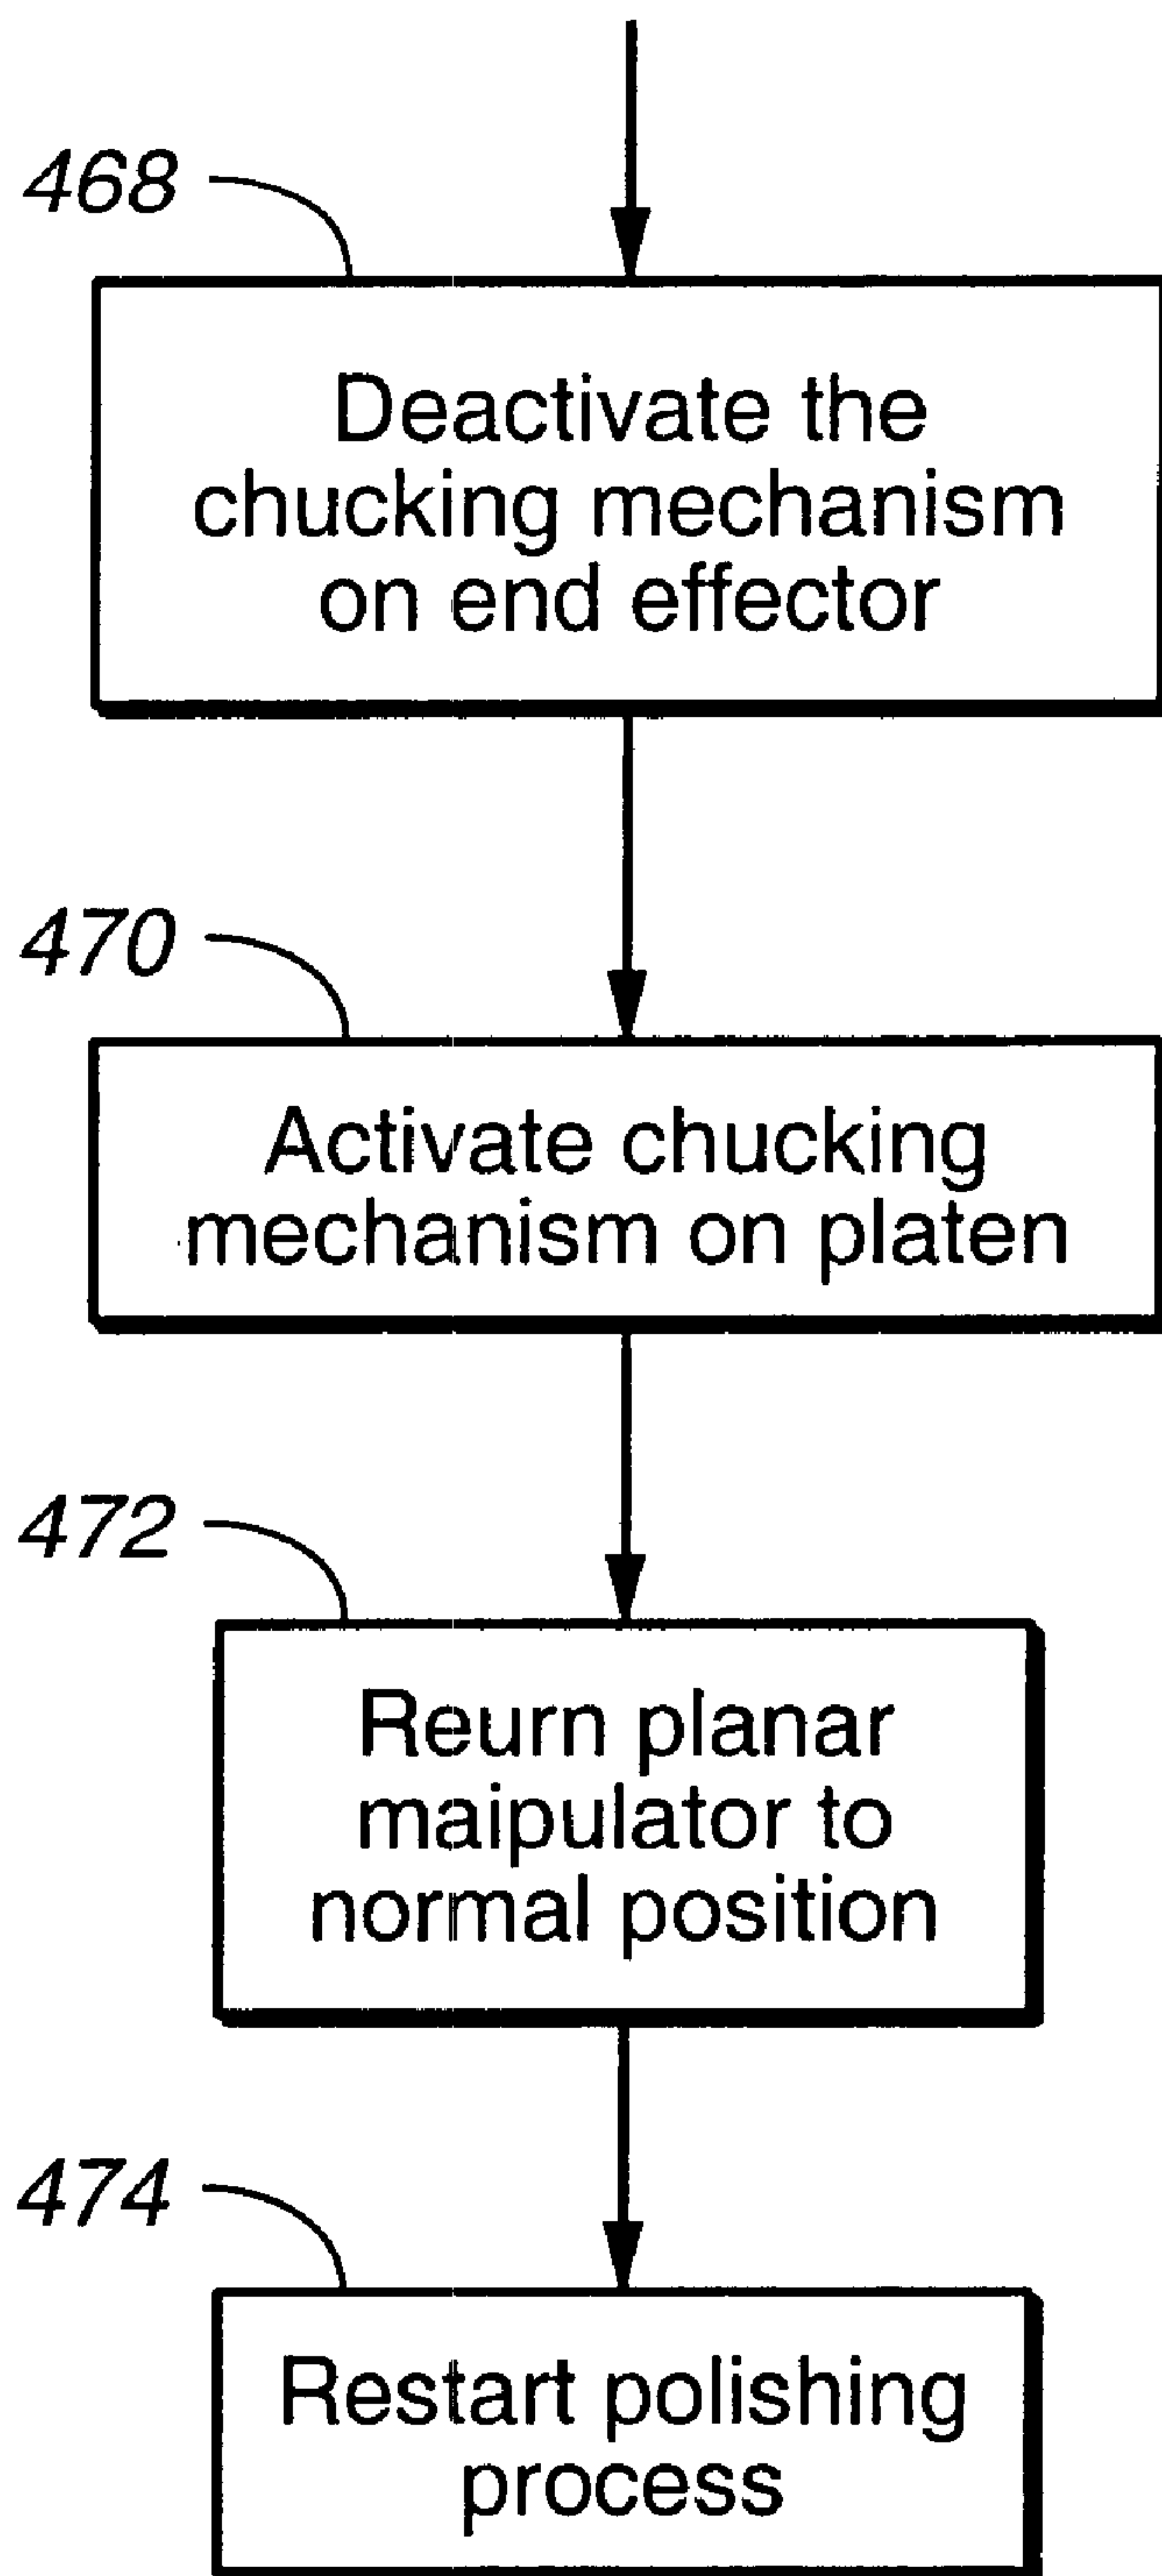 468
Deactivate the
chucking mechanism
on end effector
470
Activate chucking
mechanism on platen
472
Reurn planar
maipulator to
normal position
474
Restart polishing
process